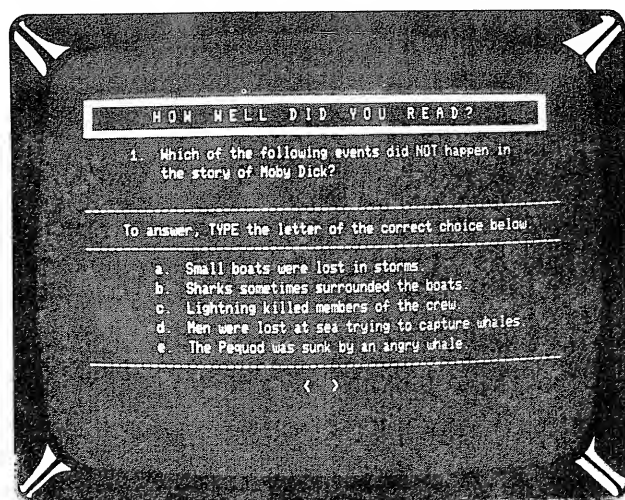 HOW WELL DID YOU READ?
1. Which of the following events did NOT happen in
the story of Moby Dick?
To answer, TYPE the letter of the correct choice below.
a. Small boats were lost in storms.
b. Sharks sometimes surrounded the boats.
c. Lightning killed members of the crew.
d. Men were lost at sea trying to capture whales.
e. The Pequod was sunk by an angry whale.
< >